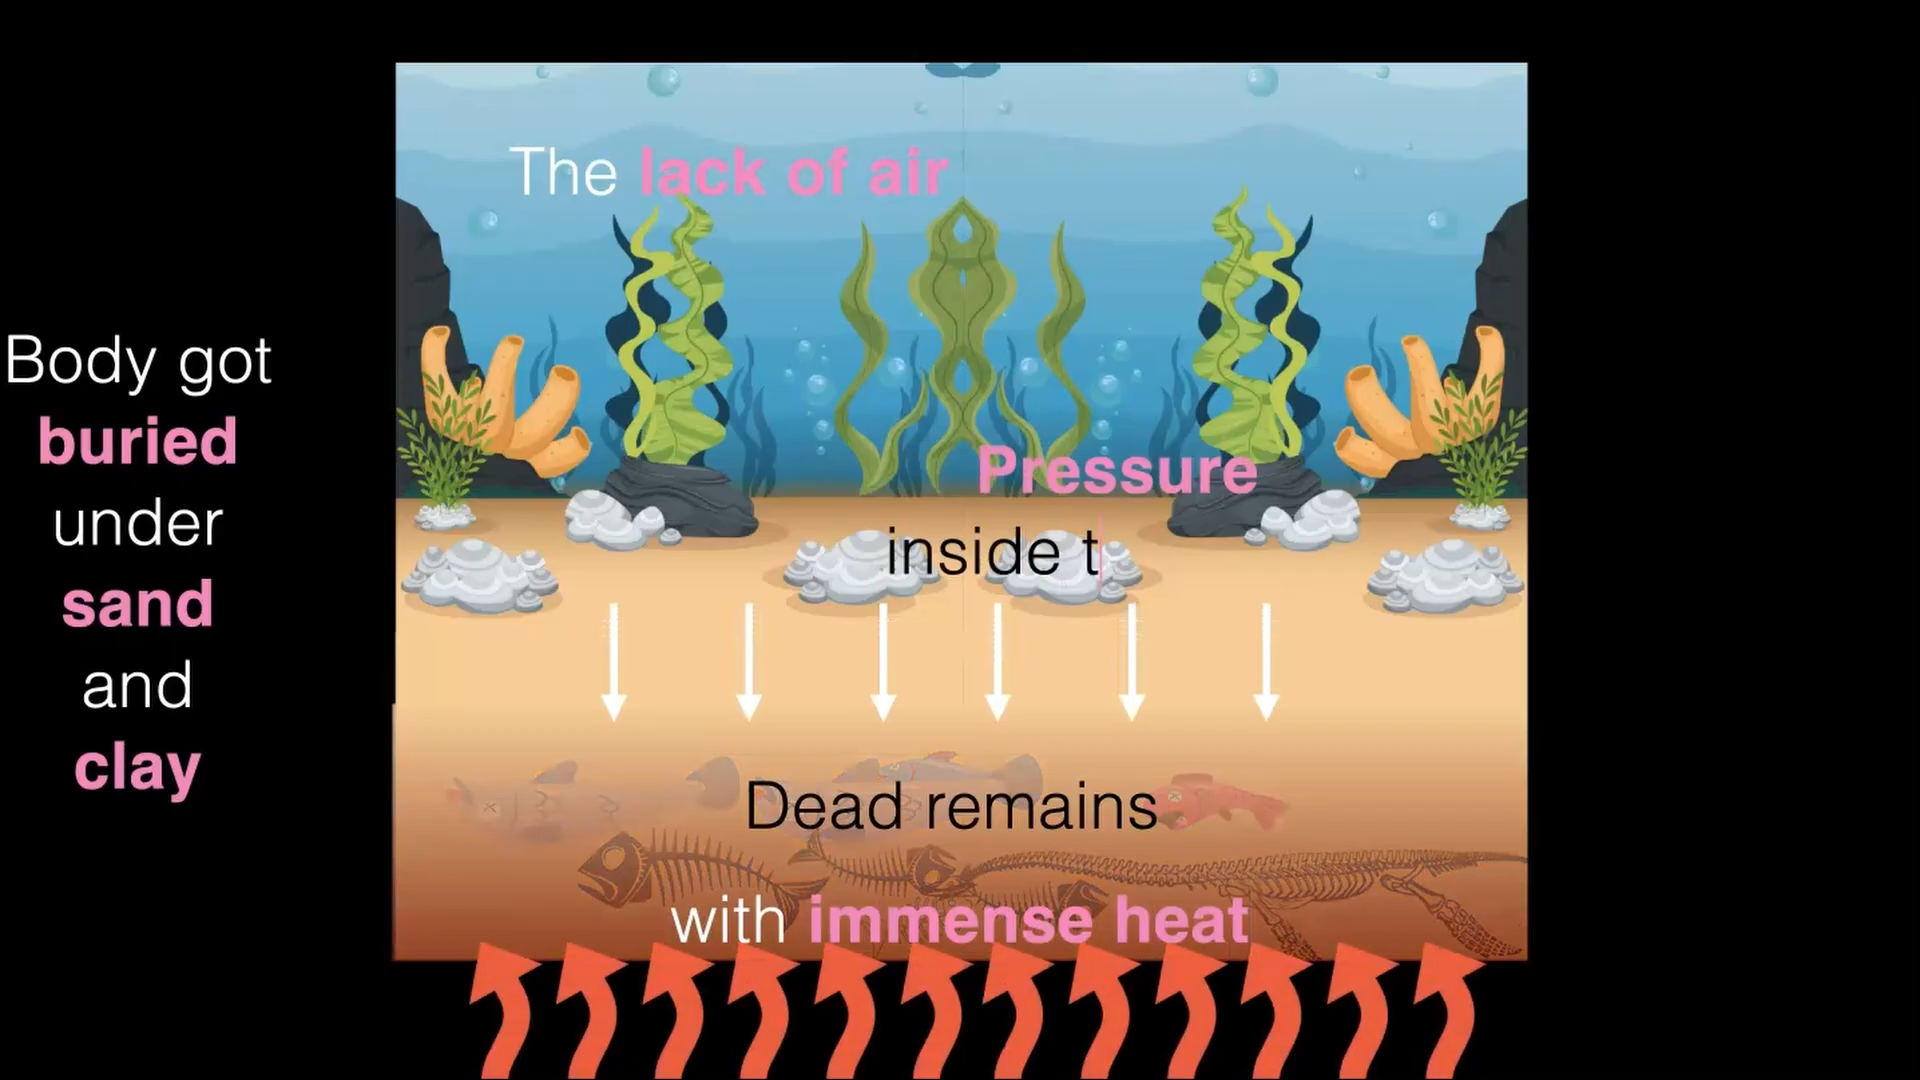 The lack of air
Body got
buried
under
sand
and
clay
Pressure
inside t
Dead remains
with immense heat